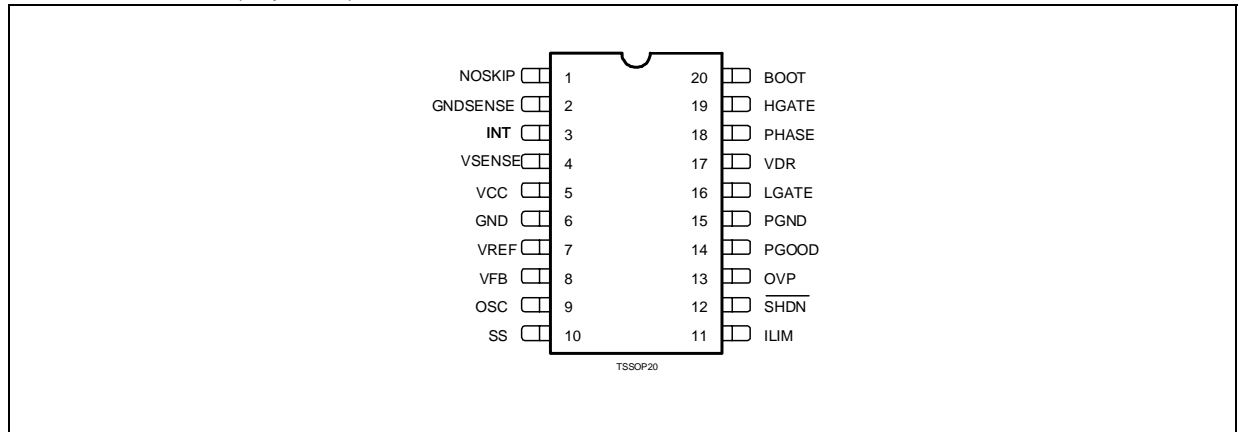 NOSKIP 1 20 BOOT
GNDSENSE 2 19 HGATE
INT 3 18 PHASE
VSENSE 4 17 VDR
VCC 5 16 LGATE
GND 6 15 PGND
VREF 7 14 PGOOD
VFB 8 13 OVP
OSC 9 12 SHDN
SS 10 11 ILIM
TSSOP20